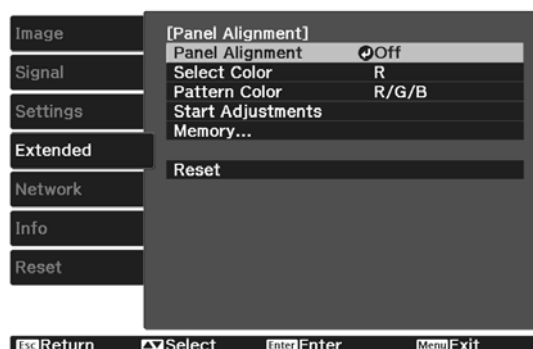 Image
Signal
Settings
Extended
Network
Info
Reset
[Panel Alignment]
Panel Alignment Off
Select Color R
Pattern Color R/G/B
Start Adjustments
Memory...
Reset
Esc Return Select Enter Enter Menu Exit